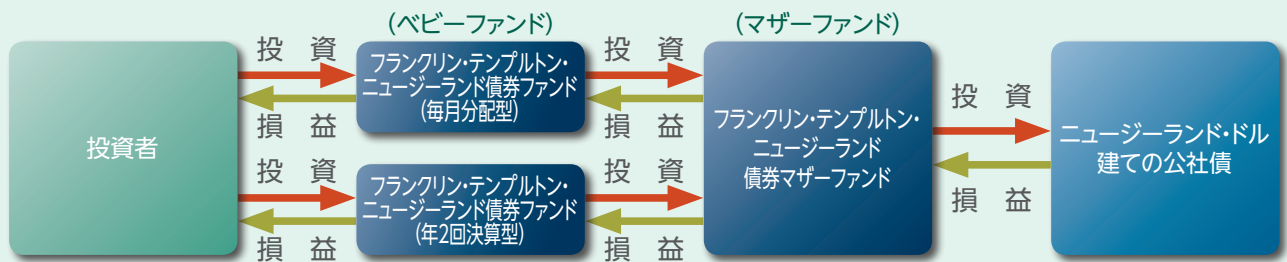 (ベビーファンド)
(マザーファンド)
投資者
投 資
損 益
フランクリン・テンプルトン・
ニュージーランド債券ファンド
(毎月分配型)
投 資
損 益
投 資
損 益
フランクリン・テンプルトン・
ニュージーランド債券ファンド
(年2回決算型)
投 資
損 益
フランクリン・テンプルトン・
ニュージーランド
債券マザーファンド
投 資
損 益
ニュージーランド・ドル
建ての公社債